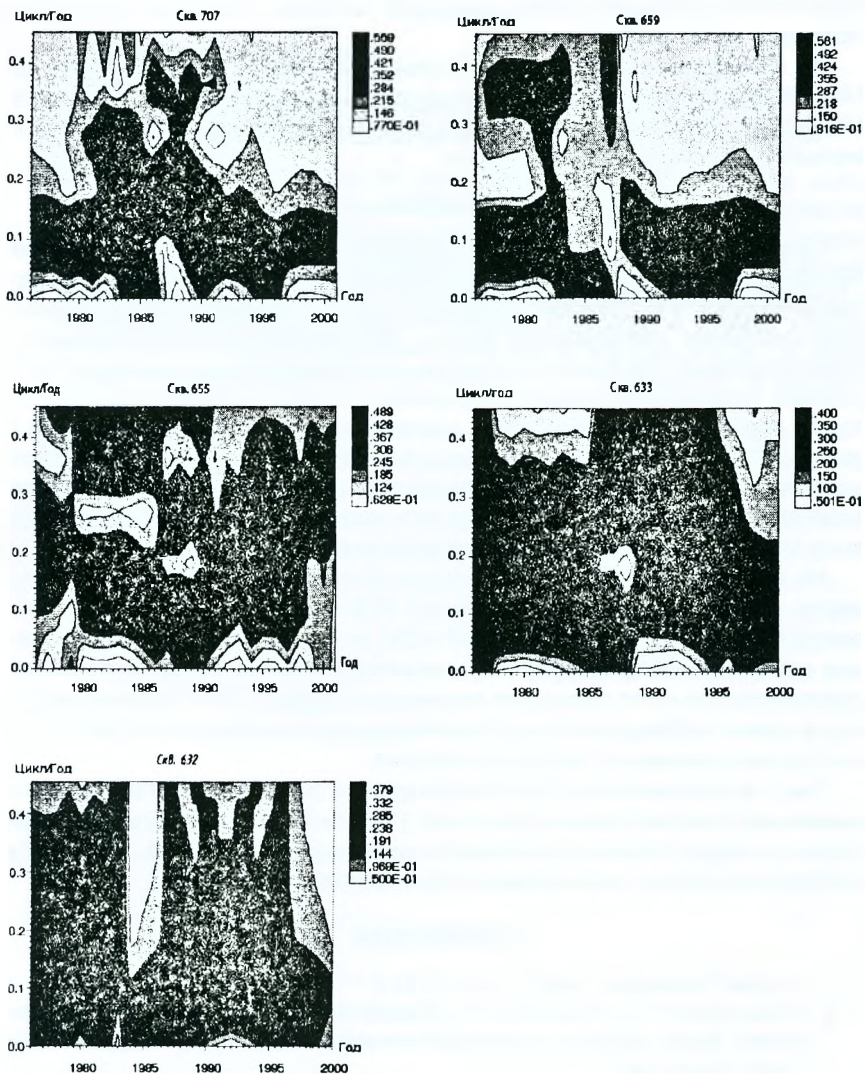 Цикл/Год
Скв. 707
0.4
0.3
0.2
0.1
0.0
1980 1985 1990 1995 2000
Год
.559
.490
.421
.352
.284
.215
.146
.770E-01
Цикл/Год
Скв. 659
0.4
0.3
0.2
0.1
0.0
1980 1985 1990 1995 2000
Год
.561
.492
.424
.355
.287
.218
.150
.816E-01
Цикл/Год
Скв. 655
0.4
0.3
0.2
0.1
0.0
1980 1985 1990 1995 2000
Год
.489
.428
.367
.306
.245
.185
.124
.628E-01
Цикл/год
Скв. 633
0.4
0.3
0.2
0.1
0.0
1980 1985 1990 1995 2000
Год
.400
.350
.300
.250
.200
.150
.100
.501E-01
Цикл/Год
Скв. 632
0.4
0.3
0.2
0.1
0.0
1980 1985 1990 1995 2000
Год
.379
.332
.285
.238
.191
.144
.969E-01
.500E-01